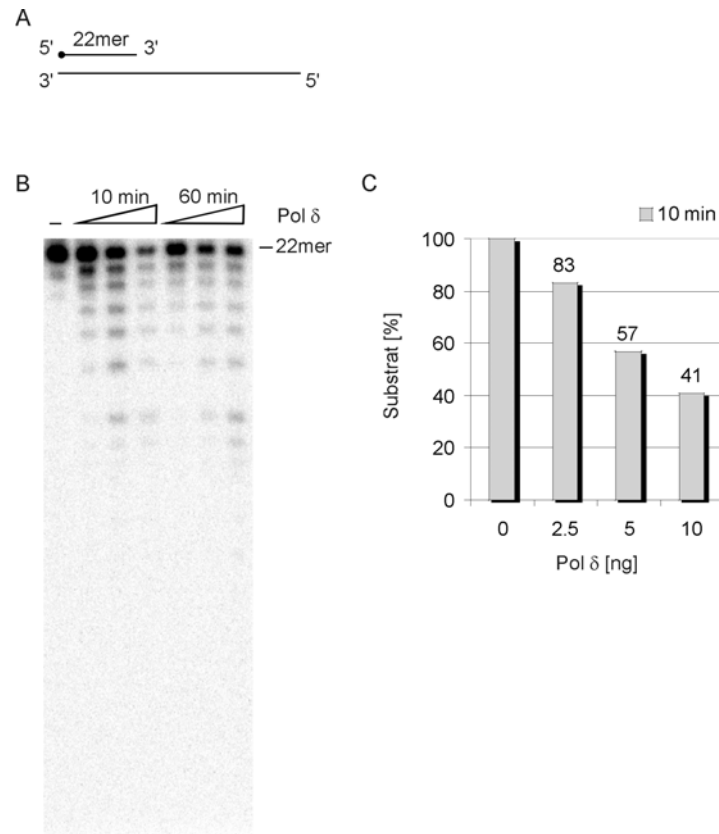 A
22mer
5' 3'
3' 5'
B
10 min 60 min
– Pol δ
–22mer
C
10 min
100
80
60
40
20
0
83
57
41
Substrat [%]
0 2.5 5 10
Pol δ [ng]